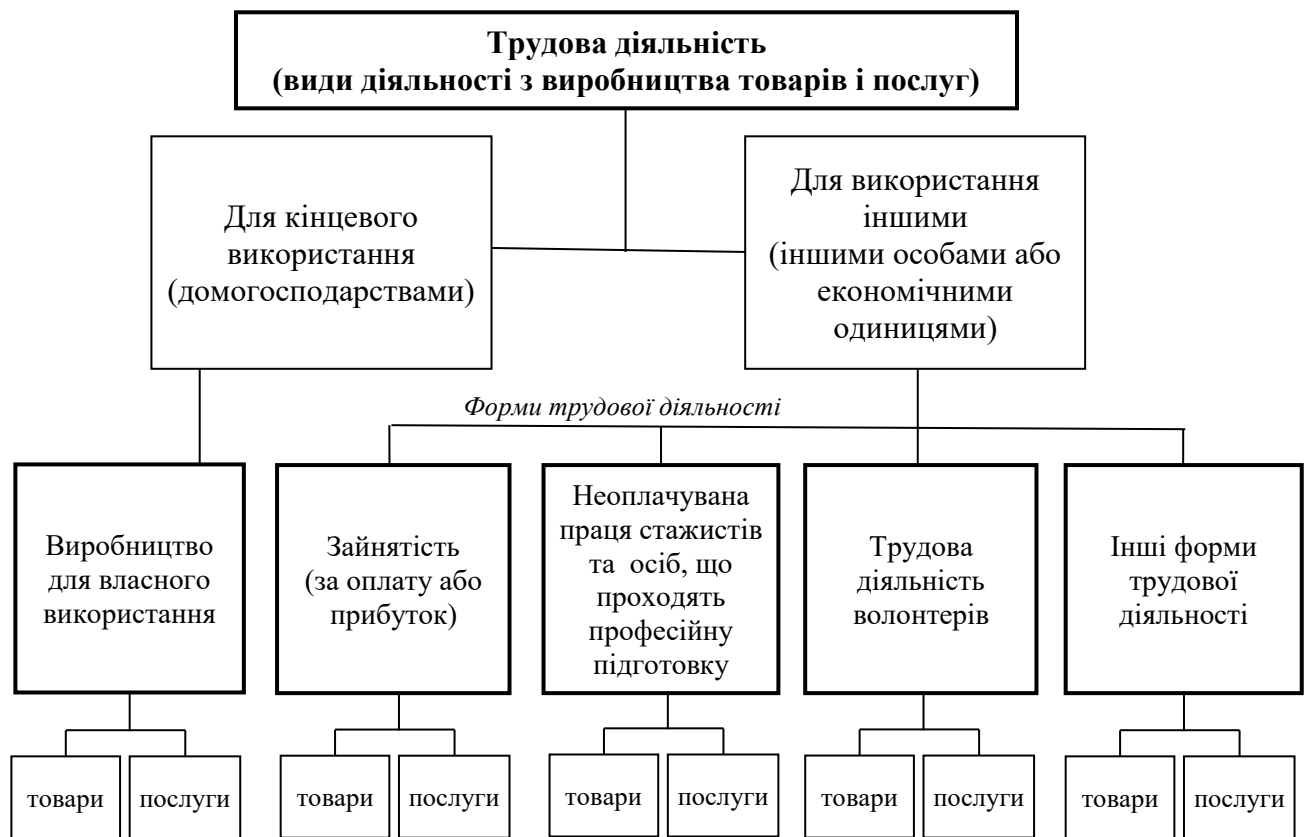 Трудова діяльність
(види діяльності з виробництва товарів і послуг)
Для кінцевого
використання
(домогосподарствами)
Для використання
іншими
(іншими особами або
економічними
одиницями)
Форми трудової діяльності
Виробництво
для власного
використання
Зайнятість
(за оплату або
прибуток)
Неоплачувана
праця стажистів
та осіб, що
проходять
професійну
підготовку
Трудова
діяльність
волонтерів
Інші форми
трудової
діяльності
товари
послуги
товари
послуги
товари
послуги
товари
послуги
товари
послуги